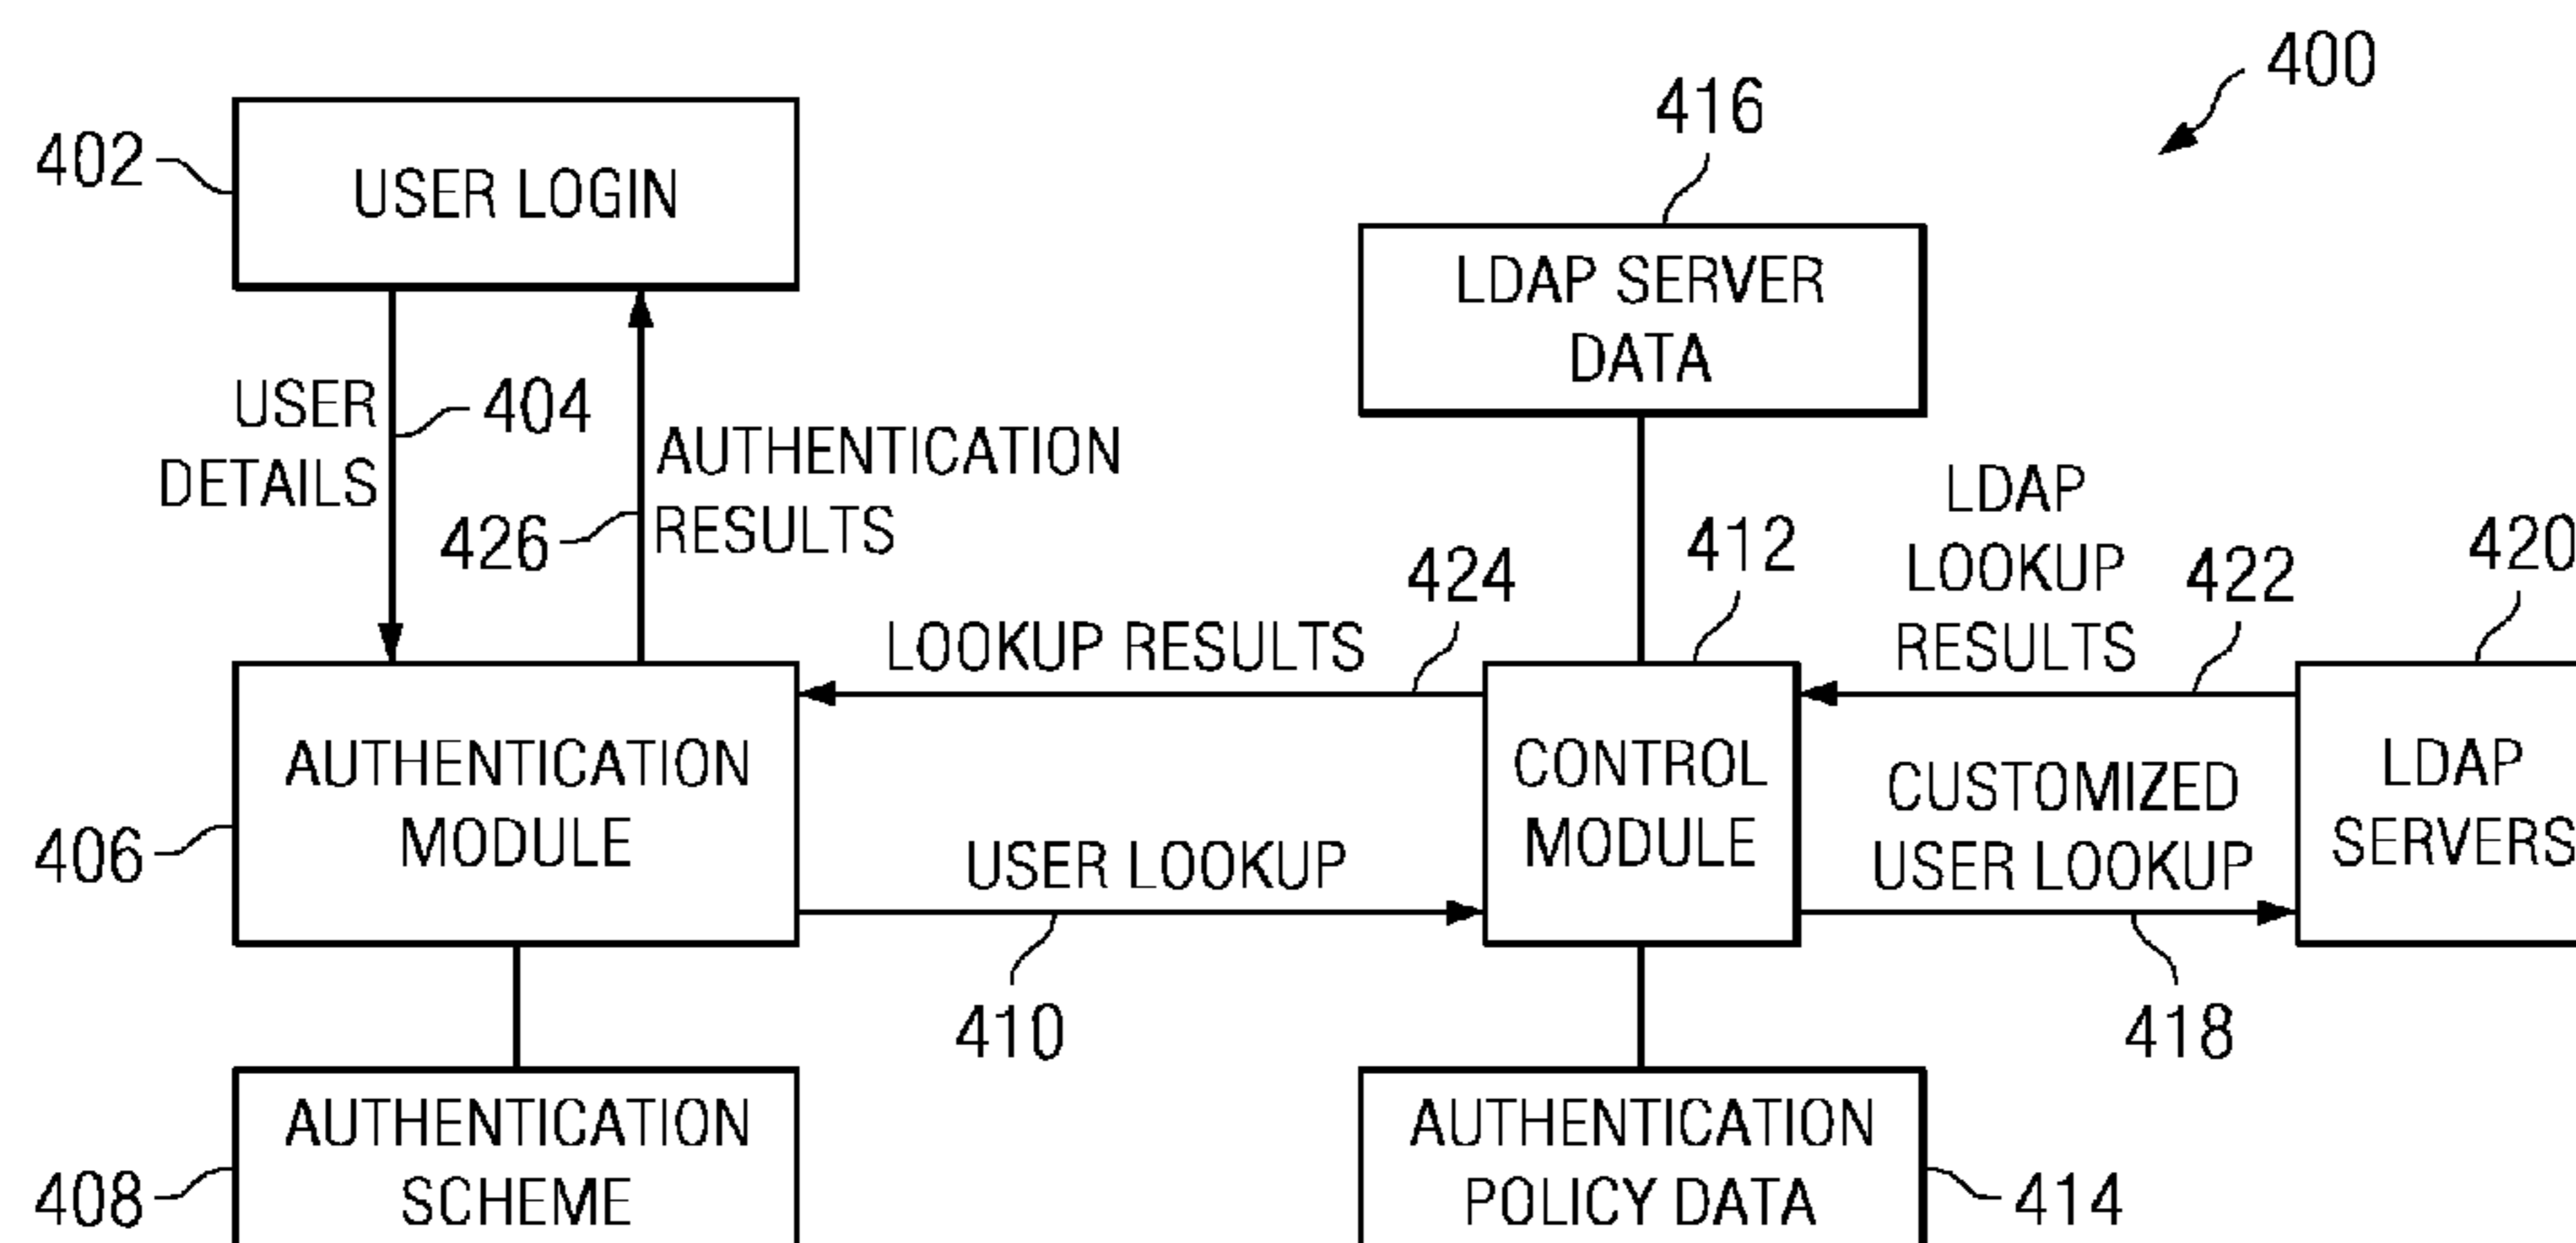 400
416
402
USER LOGIN
LDAP SERVER
DATA
USER
DETAILS
404
AUTHENTICATION
RESULTS
426
LDAP
LOOKUP
RESULTS
412
420
422
424
LOOKUP RESULTS
AUTHENTICATION
MODULE
406
CONTROL
MODULE
CUSTOMIZED
USER LOOKUP
LDAP
SERVERS
USER LOOKUP
410
418
AUTHENTICATION
SCHEME
408
AUTHENTICATION
POLICY DATA
414